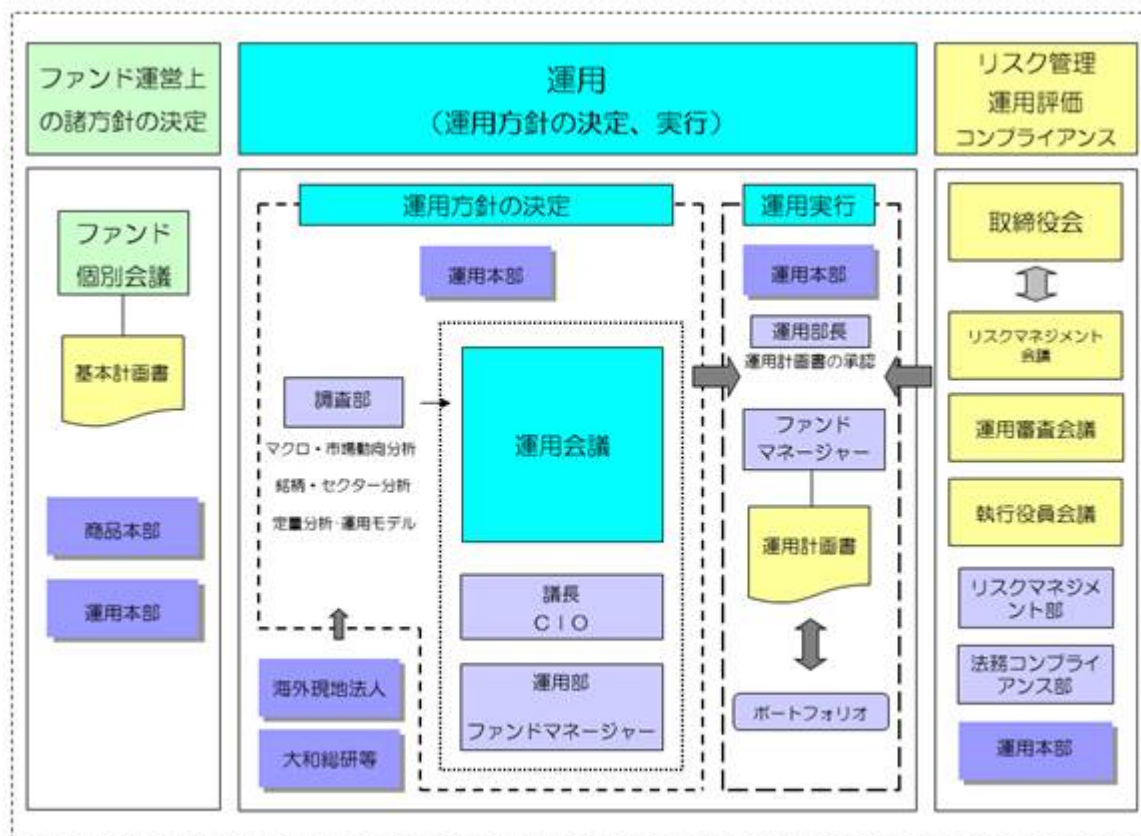 ファンド運営上
の諸方針の決定
運用
（運用方針の決定、実行）
リスク管理
運用評価
コンプライアンス
ファンド
個別会議
基本計画書
商品本部
運用本部
運用方針の決定
運用本部
調査部
マクロ・市場動向分析
銘柄・セクター分析
定量分析・運用モデル
運用会議
議長
ＣＩＯ
運用部
ファンドマネージャー
海外現地法人
大和総研等
運用実行
運用本部
運用部長
運用計画書の承認
ファンド
マネージャー
運用計画書
ポートフォリオ
取締役会
リスクマネジメント
会議
運用審査会議
執行役員会議
リスクマネジメ
ント部
法務コンプライ
アンス部
運用本部